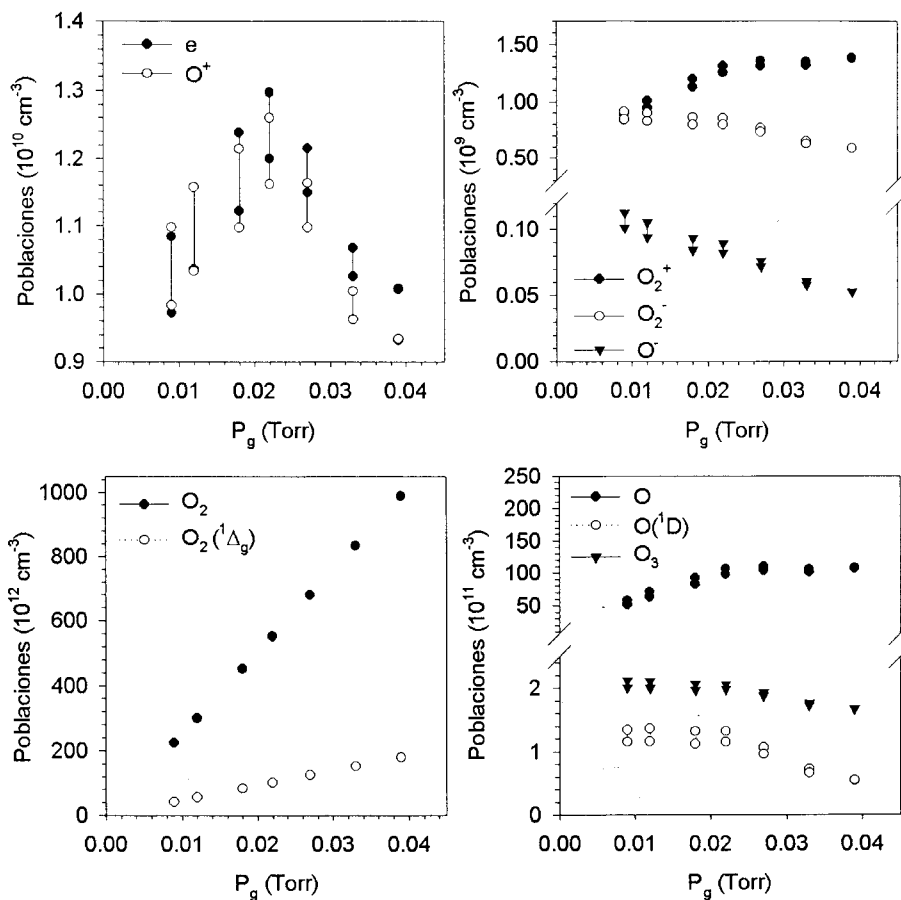 Poblaciones (10^10 cm^-3)
1.4
1.3
1.2
1.1
1.0
0.9
e
O^+
0.00 0.01 0.02 0.03 0.04
P_g (Torr)
Poblaciones (10^9 cm^-3)
1.50
1.00
0.50
0.10
0.05
0.00
O_2^+
O_2^-
O^-
0.00 0.01 0.02 0.03 0.04
P_g (Torr)
Poblaciones (10^12 cm^-3)
1000
800
600
400
200
0
O_2
O_2 (^1Δ_g)
0.00 0.01 0.02 0.03 0.04
P_g (Torr)
Poblaciones (10^11 cm^-3)
250
200
150
100
50
2
1
0
O
O(^1D)
O_3
0.00 0.01 0.02 0.03 0.04
P_g (Torr)